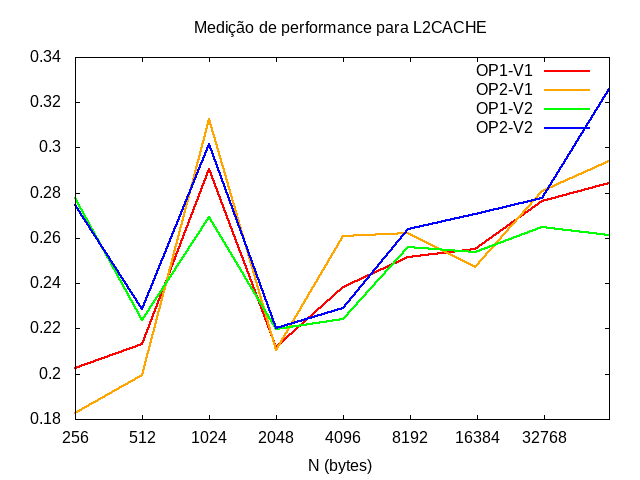 Medição de performance para L2CACHE
OP1-V1
OP2-V1
OP1-V2
OP2-V2
0.34
0.32
0.3
0.28
0.26
0.24
0.22
0.2
0.18
256 512 1024 2048 4096 8192 16384 32768
N (bytes)